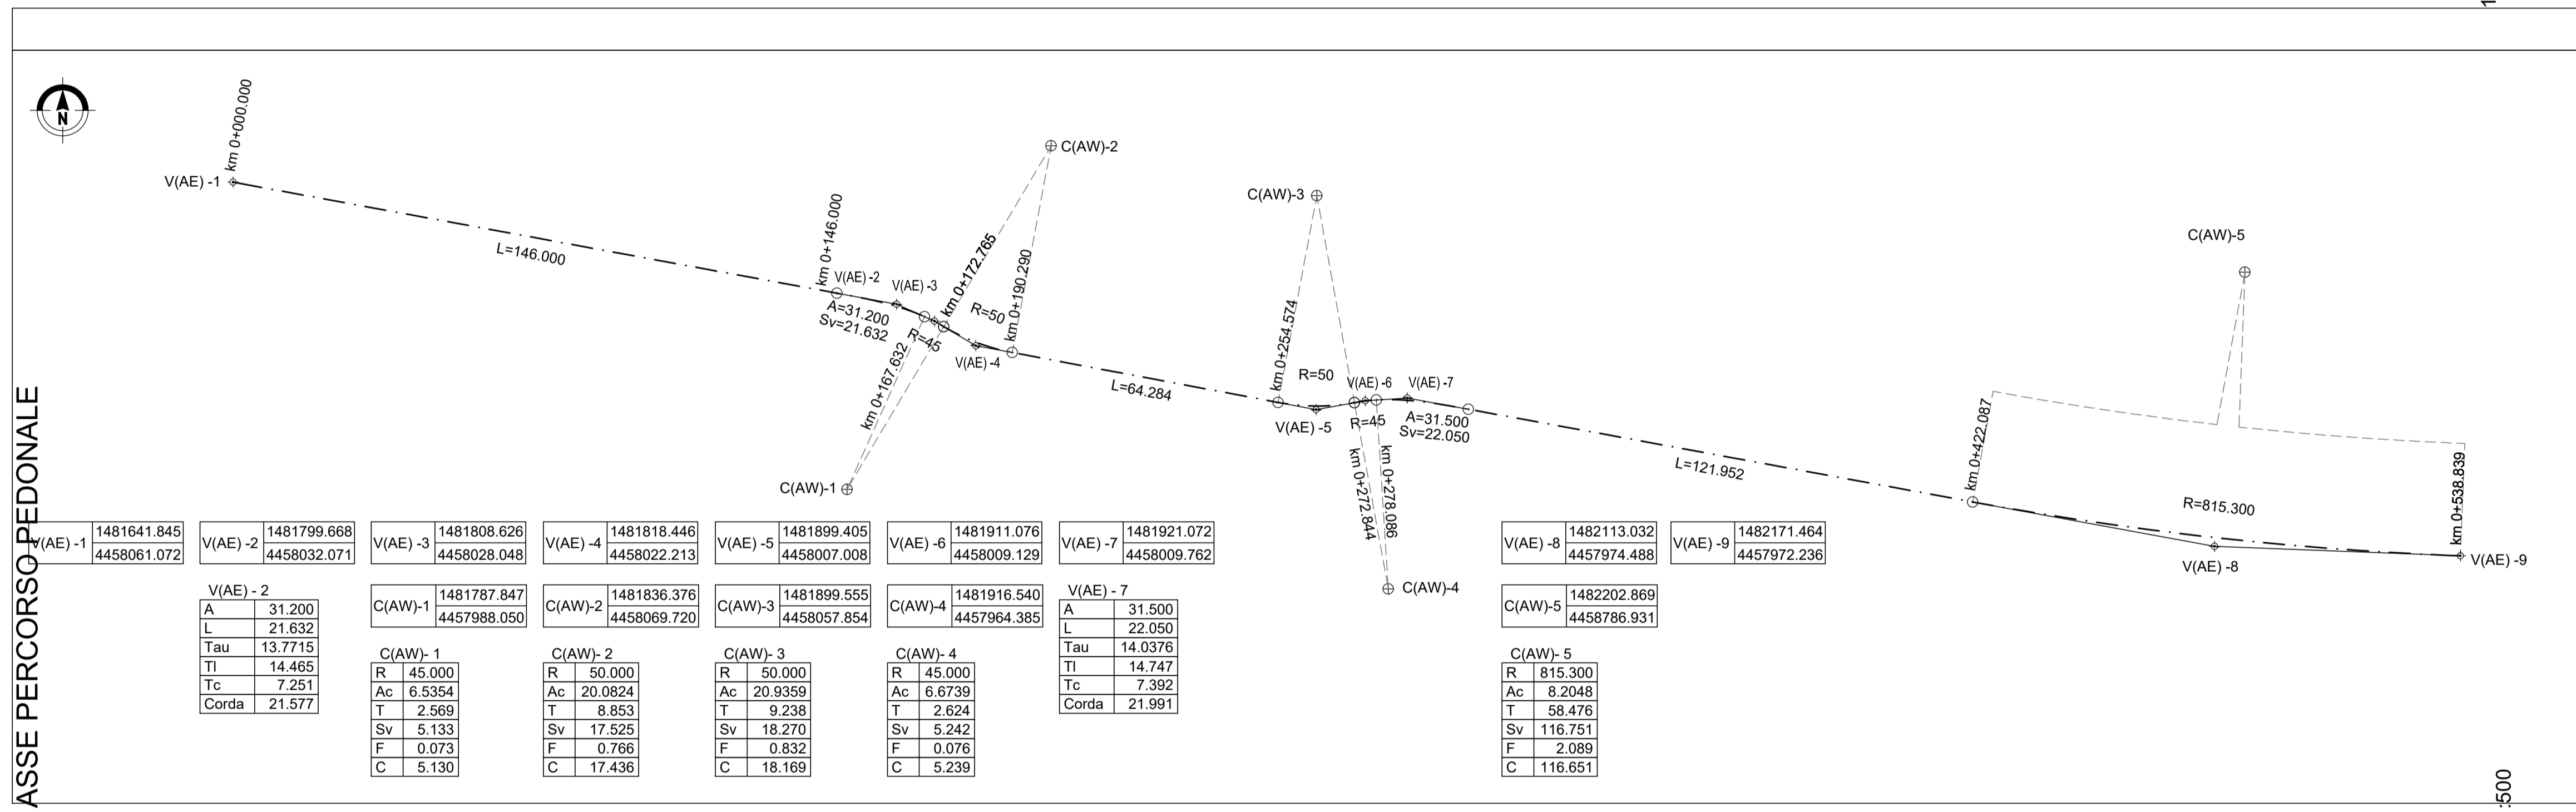 1
N
ASSE PERCORSO PEDONALE
V(AE) -1
km 0+000.000
L=146.000
km 0+146.000
V(AE) -2
V(AE) -3
A=31.200
Sv=21.632
R=45
km 0+167.632
km 0+172.765
C(AW)-1
C(AW)-2
R=50
V(AE) -4
km 0+190.290
L=64.284
C(AW)-3
km 0+254.574
R=50
V(AE) -5
V(AE) -6
V(AE) -7
R=45
A=31.500
Sv=22.050
km 0+272.844
km 0+278.086
C(AW)-4
L=121.952
C(AW)-5
km 0+422.087
R=815.300
V(AE) -8
km 0+538.839
V(AE) -9
V(AE) -1 1481641.845
4458061.072
V(AE) -2 1481799.668
4458032.071
V(AE) -3 1481808.626
4458028.048
V(AE) -4 1481818.446
4458022.213
V(AE) -5 1481899.405
4458007.008
V(AE) -6 1481911.076
4458009.129
V(AE) -7 1481921.072
4458009.762
V(AE) -8 1482113.032
4457974.488
V(AE) -9 1482171.464
4457972.236
C(AW)-1 1481787.847
4457988.050
C(AW)-2 1481836.376
4458069.720
C(AW)-3 1481899.555
4458057.854
C(AW)-4 1481916.540
4457964.385
C(AW)-5 1482202.869
4458786.931
V(AE) - 2
A 31.200
L 21.632
Tau 13.7715
Tl 14.465
Tc 7.251
Corda 21.577
C(AW)- 1
R 45.000
Ac 6.5354
T 2.569
Sv 5.133
F 0.073
C 5.130
C(AW)- 2
R 50.000
Ac 20.0824
T 8.853
Sv 17.525
F 0.766
C 17.436
C(AW)- 3
R 50.000
Ac 20.9359
T 9.238
Sv 18.270
F 0.832
C 18.169
C(AW)- 4
R 45.000
Ac 6.6739
T 2.624
Sv 5.242
F 0.076
C 5.239
V(AE) - 7
A 31.500
L 22.050
Tau 14.0376
Tl 14.747
Tc 7.392
Corda 21.991
C(AW)- 5
R 815.300
Ac 8.2048
T 58.476
Sv 116.751
F 2.089
C 116.651
:500